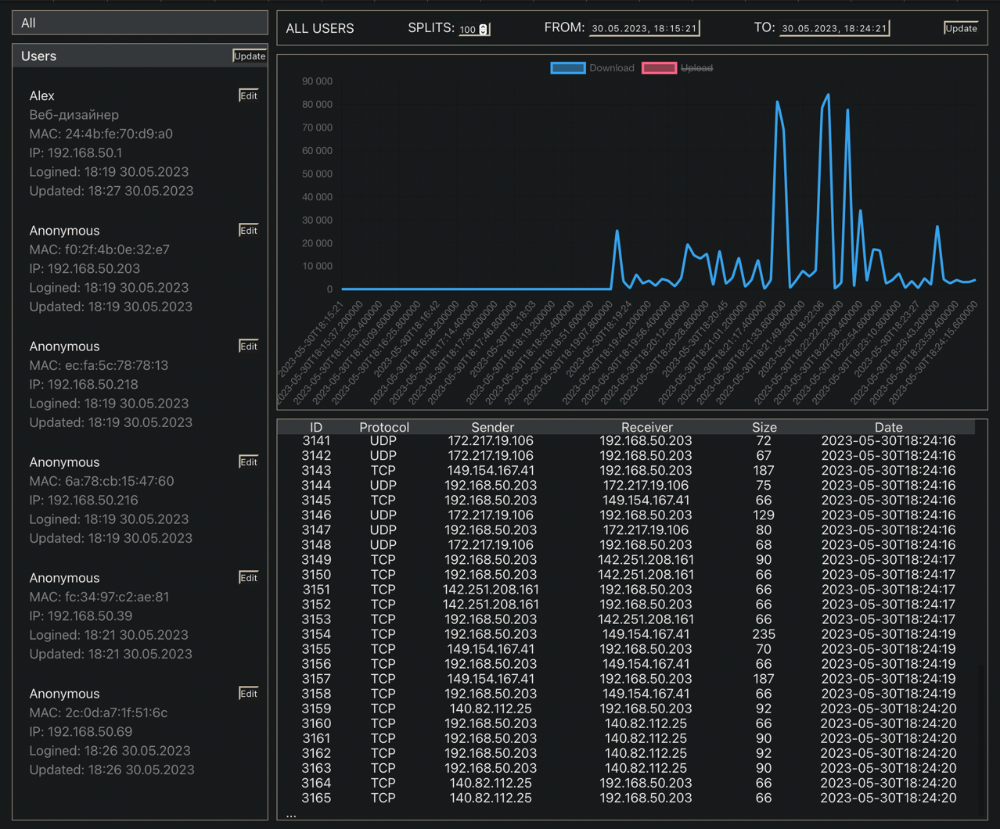 All
Users
Update
Alex
Edit
Веб-дизайнер
MAC: 24:4b:fe:70:d9:a0
IP: 192.168.50.1
Logined: 18:19 30.05.2023
Updated: 18:27 30.05.2023
Anonymous
Edit
MAC: f0:2f:4b:0e:32:e7
IP: 192.168.50.203
Logined: 18:19 30.05.2023
Updated: 18:19 30.05.2023
Anonymous
Edit
MAC: ec:fa:5c:78:78:13
IP: 192.168.50.218
Logined: 18:19 30.05.2023
Updated: 18:19 30.05.2023
Anonymous
Edit
MAC: 6a:78:cb:15:47:60
IP: 192.168.50.216
Logined: 18:19 30.05.2023
Updated: 18:19 30.05.2023
Anonymous
Edit
MAC: fc:34:97:c2:ae:81
IP: 192.168.50.39
Logined: 18:21 30.05.2023
Updated: 18:21 30.05.2023
Anonymous
Edit
MAC: 2c:0d:a7:1f:51:6c
IP: 192.168.50.69
Logined: 18:26 30.05.2023
Updated: 18:26 30.05.2023
ALL USERS SPLITS: 100 FROM: 30.05.2023, 18:15:21 TO: 30.05.2023, 18:24:21 Update
Download Upload
90 000
80 000
70 000
60 000
50 000
40 000
30 000
20 000
10 000
0
2023-05-30T18:15:21
2023-05-30T18:15:37.200000
2023-05-30T18:15:53.400000
2023-05-30T18:16:09.600000
2023-05-30T18:16:25.800000
2023-05-30T18:16:42
2023-05-30T18:16:58.200000
2023-05-30T18:17:14.400000
2023-05-30T18:17:30.600000
2023-05-30T18:17:46.800000
2023-05-30T18:18:03
2023-05-30T18:18:19.200000
2023-05-30T18:18:35.400000
2023-05-30T18:18:51.600000
2023-05-30T18:19:07.800000
2023-05-30T18:19:24
2023-05-30T18:19:40.200000
2023-05-30T18:19:56.400000
2023-05-30T18:20:12.600000
2023-05-30T18:20:28.800000
2023-05-30T18:20:45
2023-05-30T18:21:01.200000
2023-05-30T18:21:17.400000
2023-05-30T18:21:33.600000
2023-05-30T18:21:49.800000
2023-05-30T18:22:06
2023-05-30T18:22:22.200000
2023-05-30T18:22:38.400000
2023-05-30T18:22:54.600000
2023-05-30T18:23:10.800000
2023-05-30T18:23:27
2023-05-30T18:23:43.200000
2023-05-30T18:23:59.400000
2023-05-30T18:24:15.600000
ID Protocol Sender Receiver Size Date
3141 UDP 172.217.19.106 192.168.50.203 72 2023-05-30T18:24:16
3142 UDP 172.217.19.106 192.168.50.203 67 2023-05-30T18:24:16
3143 TCP 149.154.167.41 192.168.50.203 187 2023-05-30T18:24:16
3144 UDP 192.168.50.203 172.217.19.106 75 2023-05-30T18:24:16
3145 TCP 192.168.50.203 149.154.167.41 66 2023-05-30T18:24:16
3146 UDP 172.217.19.106 192.168.50.203 129 2023-05-30T18:24:16
3147 UDP 192.168.50.203 172.217.19.106 80 2023-05-30T18:24:16
3148 UDP 172.217.19.106 192.168.50.203 68 2023-05-30T18:24:16
3149 TCP 192.168.50.203 142.251.208.161 90 2023-05-30T18:24:17
3150 TCP 192.168.50.203 142.251.208.161 66 2023-05-30T18:24:17
3151 TCP 142.251.208.161 192.168.50.203 66 2023-05-30T18:24:17
3152 TCP 142.251.208.161 192.168.50.203 66 2023-05-30T18:24:17
3153 TCP 192.168.50.203 142.251.208.161 66 2023-05-30T18:24:17
3154 TCP 192.168.50.203 149.154.167.41 235 2023-05-30T18:24:19
3155 TCP 149.154.167.41 192.168.50.203 70 2023-05-30T18:24:19
3156 TCP 192.168.50.203 149.154.167.41 66 2023-05-30T18:24:19
3157 TCP 149.154.167.41 192.168.50.203 187 2023-05-30T18:24:19
3158 TCP 192.168.50.203 149.154.167.41 66 2023-05-30T18:24:19
3159 TCP 140.82.112.25 192.168.50.203 92 2023-05-30T18:24:20
3160 TCP 192.168.50.203 140.82.112.25 66 2023-05-30T18:24:20
3161 TCP 192.168.50.203 140.82.112.25 90 2023-05-30T18:24:20
3162 TCP 192.168.50.203 140.82.112.25 92 2023-05-30T18:24:20
3163 TCP 192.168.50.203 140.82.112.25 90 2023-05-30T18:24:20
3164 TCP 140.82.112.25 192.168.50.203 66 2023-05-30T18:24:20
3165 TCP 140.82.112.25 192.168.50.203 66 2023-05-30T18:24:20
...